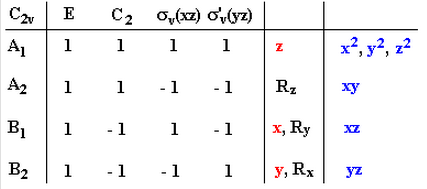 C2v E C2 σv(xz) σ'v(yz)
A1 1 1 1 1 z x², y², z²
A2 1 1 -1 -1 Rz xy
B1 1 -1 1 -1 x, Ry xz
B2 1 -1 -1 1 y, Rx yz